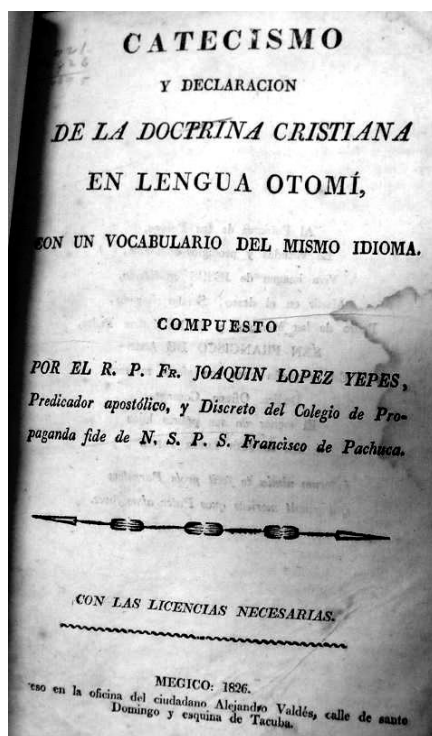 CATECISMO
Y DECLARACION
DE LA DOCTRINA CRISTIANA
EN LENGUA OTOMÍ,
CON UN VOCABULARIO DEL MISMO IDIOMA.
COMPUESTO
POR EL R. P. FR. JOAQUIN LOPEZ YEPES,
Predicador apostólico, y Discreto del Colegio de Pro-
paganda fide de N. S. P. S. Francisco de Pachuca.
CON LAS LICENCIAS NECESARIAS.
MEGICO: 1826.
eso en la oficina del ciudadano Alejandro Valdés, calle de santo
Domingo y esquina de Tacuba.